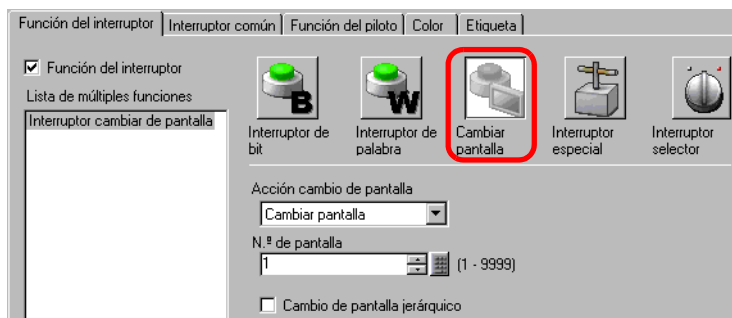 Función del interruptor Interruptor común Función del piloto Color Etiqueta
Función del interruptor
Lista de múltiples funciones
Interruptor cambiar de pantalla
B W
Interruptor de bit
Interruptor de palabra
Cambiar pantalla
Interruptor especial
Interruptor selector
Acción cambio de pantalla
Cambiar pantalla
N.º de pantalla
1 (1 - 9999)
Cambio de pantalla jerárquico